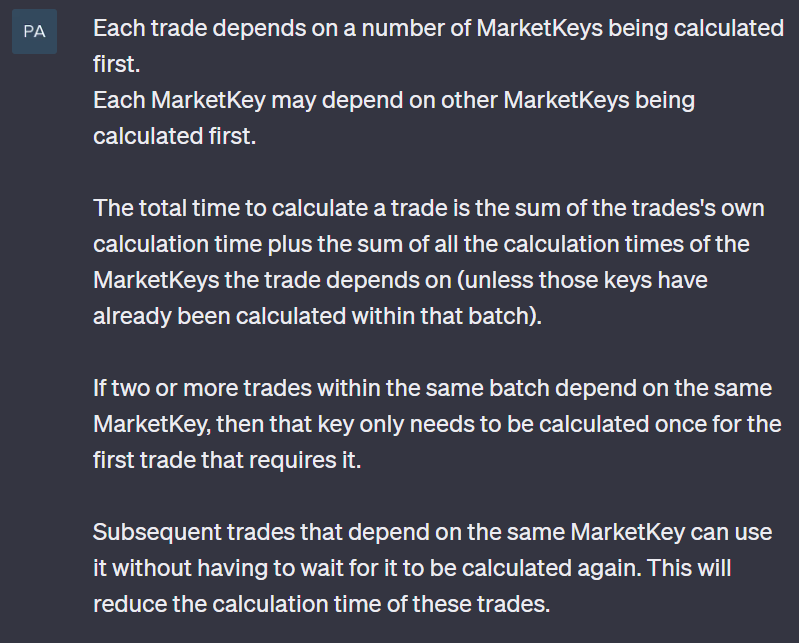 PA
Each trade depends on a number of MarketKeys being calculated
first.
Each MarketKey may depend on other MarketKeys being
calculated first.
The total time to calculate a trade is the sum of the trades's own
calculation time plus the sum of all the calculation times of the
MarketKeys the trade depends on (unless those keys have
already been calculated within that batch).
If two or more trades within the same batch depend on the same
MarketKey, then that key only needs to be calculated once for the
first trade that requires it.
Subsequent trades that depend on the same MarketKey can use
it without having to wait for it to be calculated again. This will
reduce the calculation time of these trades.